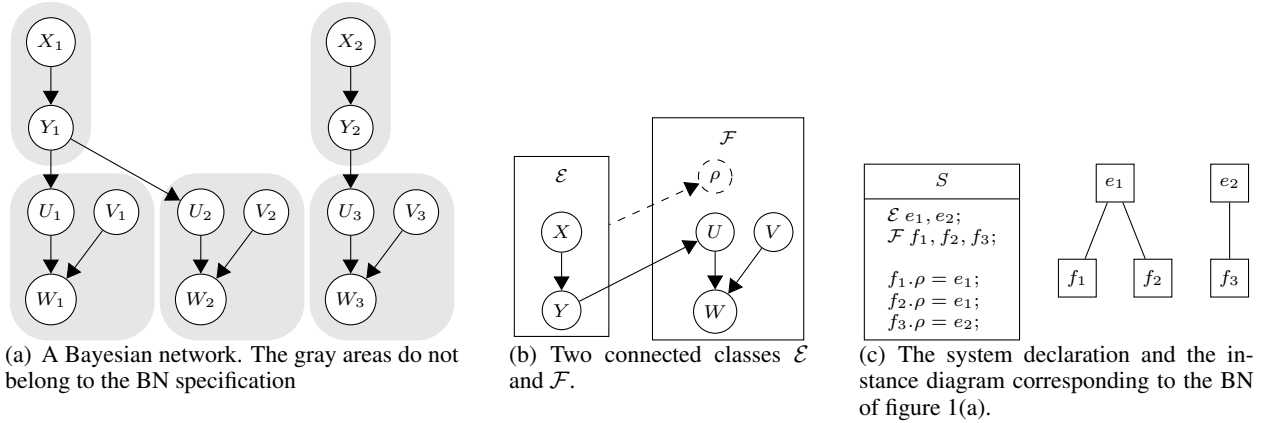 X₁
X₂
Y₁
Y₂
U₁
V₁
U₂
V₂
U₃
V₃
W₁
W₂
W₃
(a) A Bayesian network. The gray areas do not
belong to the BN specification
ℰ
ℱ
ρ
X
U
V
Y
W
(b) Two connected classes ℰ
and ℱ.
S
ℰ e₁, e₂;
ℱ f₁, f₂, f₃;
f₁.ρ = e₁;
f₂.ρ = e₁;
f₃.ρ = e₂;
e₁
e₂
f₁
f₂
f₃
(c) The system declaration and the in-
stance diagram corresponding to the BN
of figure 1(a).